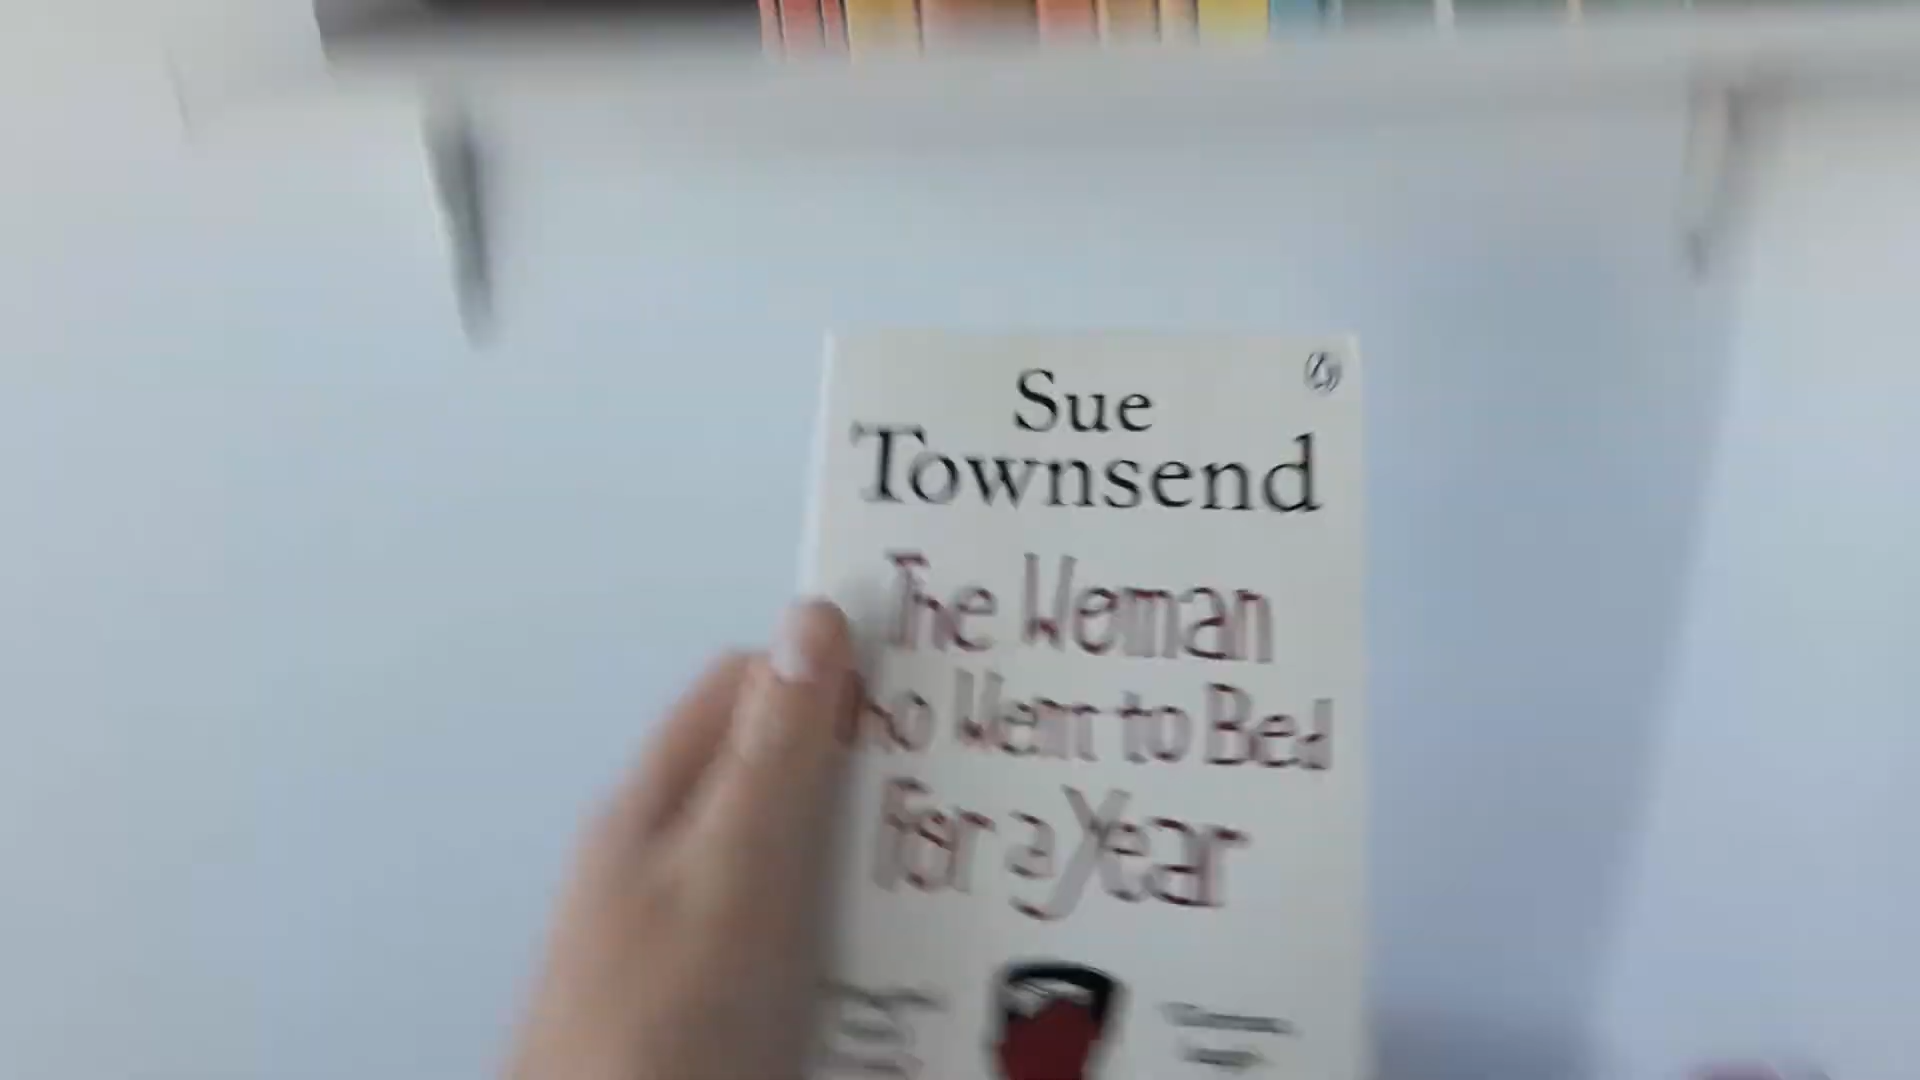 Sue
Townsend
The Woman
Who Went to Bed
For a Year